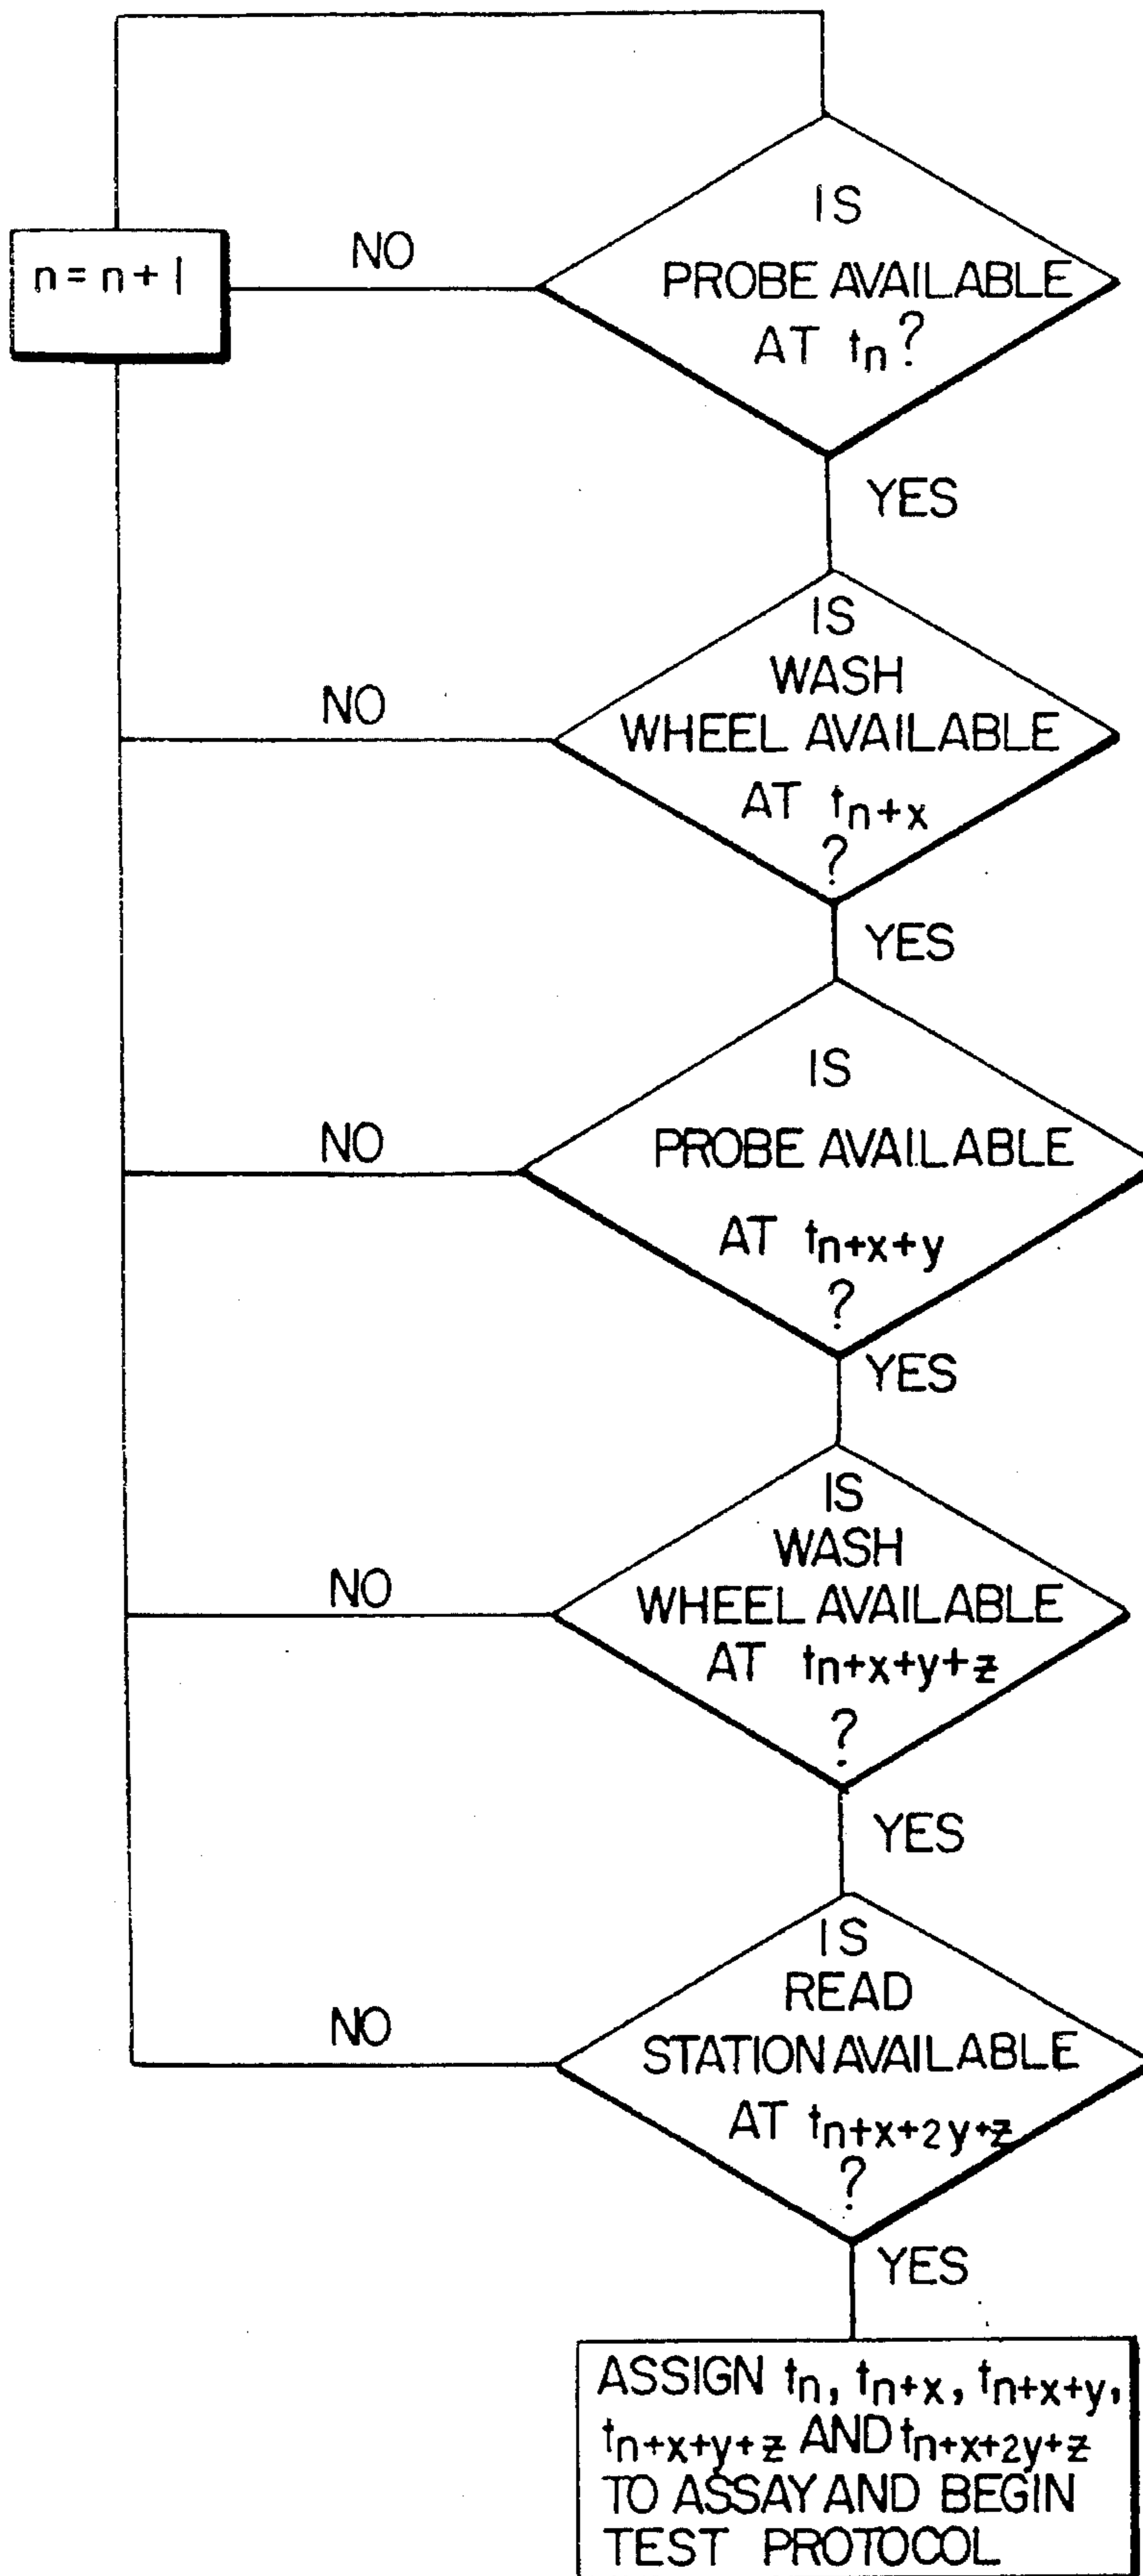 n = n + 1
NO
IS
PROBE AVAILABLE
AT tn?
YES
IS
WASH
WHEEL AVAILABLE
AT tn+x
?
NO
YES
IS
PROBE AVAILABLE
AT tn+x+y
?
NO
YES
IS
WASH
WHEEL AVAILABLE
AT tn+x+y+z
?
NO
YES
IS
READ
STATION AVAILABLE
AT tn+x+2y+z
?
NO
YES
ASSIGN tn, tn+x, tn+x+y,
tn+x+y+z AND tn+x+2y+z
TO ASSAY AND BEGIN
TEST PROTOCOL